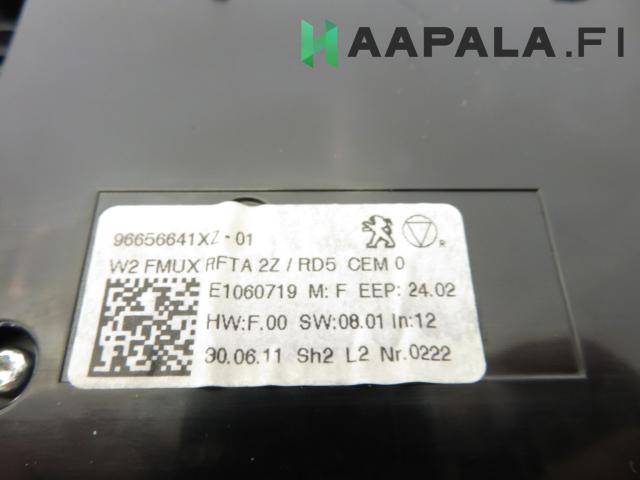 HAAPALA.FI
96656641XZ-01
W2 FMUX RFTA 2Z / RD5 CEM 0
E1060719 M: F EEP: 24.02
HW:F.00 SW:08.01 In:12
30.06.11 Sh2 L2 Nr.0222
R